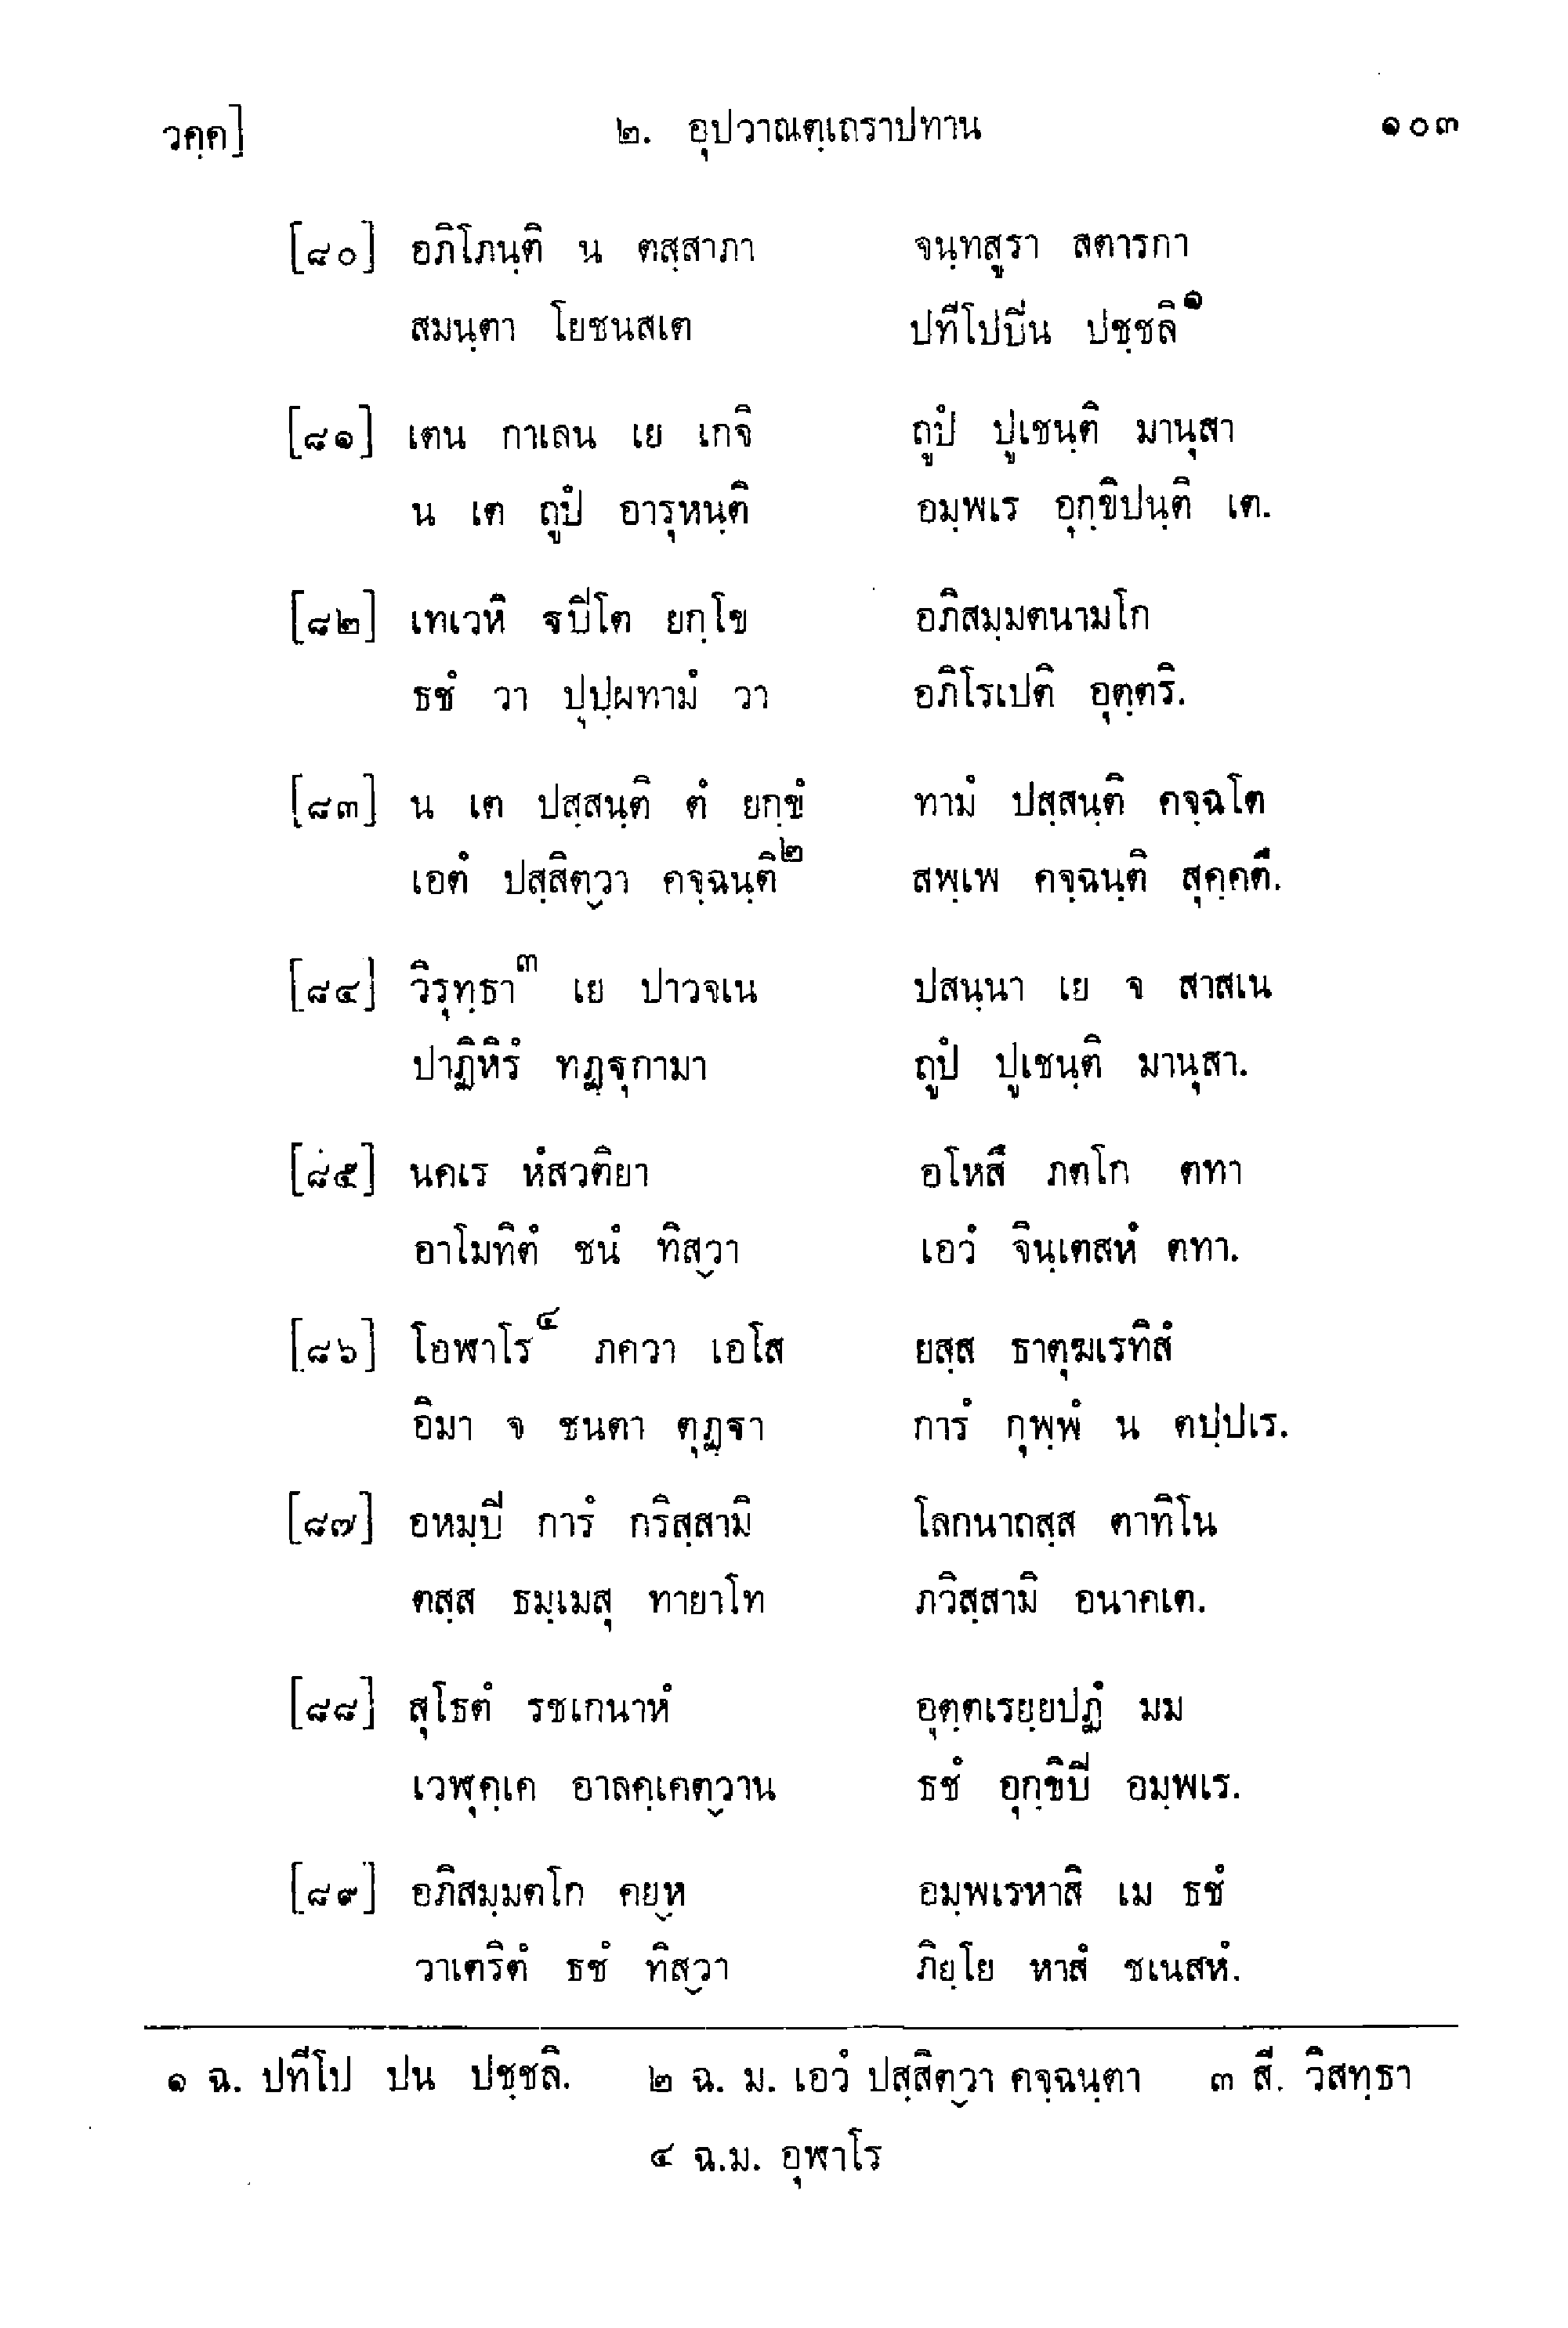 วคฺค] ๒. อุปวาณตฺเถราปทาน ๑๐๓
[๘๐] อภิโภนฺติ น ตสฺสาภา จนฺทสูรา สตารกา
สมนฺตา โยชนสเต ปทีโปปิ น ปชฺชลิ๑
[๘๑] เตน กาเลน เย เกจิ ถูปํ ปูเชนฺติ มานุสา
น เต ถูปํ อารุหนฺติ อมฺพเร อุกฺขิปนฺติ เต.
[๘๒] เทเวหิ ฐปิโต ยกฺโข อภิสมฺมตนามโก
ธชํ วา ปุปฺผทามํ วา อภิโรเปติ อุตฺตริ.
[๘๓] น เต ปสฺสนฺติ ตํ ยกฺขํ ทามํ ปสฺสนฺติ คจฺฉโต
เอตํ ปสฺสิตฺวา คจฺฉนฺติ๒ สพฺเพ คจฺฉนฺติ สุคฺคตึ.
[๘๔] วิรุทฺธา๓ เย ปาวจเน ปสนฺนา เย จ สาสเน
ปาฏิหิรํ ทฏฺฐุกามา ถูปํ ปูเชนฺติ มานุสา.
[๘๕] นคเร หํสวติยา อโหสึ ภตโก ตทา
อาโมทิตํ ชนํ ทิสฺวา เอวํ จินฺเตสหํ ตทา.
[๘๖] โอฬาโร๔ ภควา เอโส ยสฺส ธาตุฆเรทิสํ
อิมา จ ชนตา ตุฏฺฐา การํ กุพฺพํ น ตปฺปเร.
[๘๗] อหมฺปิ การํ กริสฺสามิ โลกนาถสฺส ตาทิโน
ตสฺส ธมฺเมสุ ทายาโท ภวิสฺสามิ อนาคเต.
[๘๘] สุโธตํ รชเกนาหํ อุตฺตเรยฺยปฏํ มม
เวฬุคฺเค อาลคฺเคตฺวาน ธชํ อุกฺขิปึ อมฺพเร.
[๘๙] อภิสมฺมตโก คยฺห อมฺพเรหาสิ เม ธชํ
วาเตริตํ ธชํ ทิสฺวา ภิยฺโย หาสํ ชเนสหํ.
๑ ฉ. ปทีโป ปน ปชฺชลิ. ๒ ฉ. ม. เอวํ ปสฺสิตฺวา คจฺฉนฺตา ๓ สี. วิสทฺธา
๔ ฉ.ม. อุฬาโร